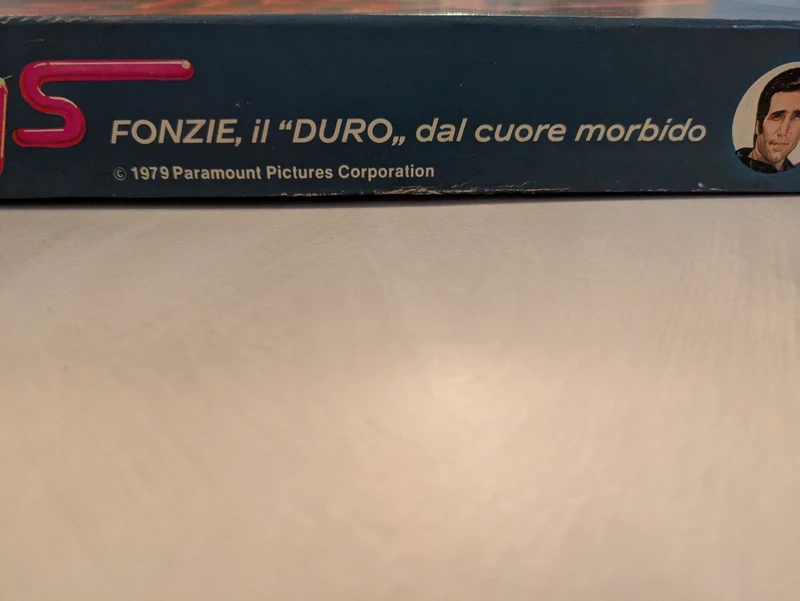 s
FONZIE, il “DURO„ dal cuore morbido
© 1979 Paramount Pictures Corporation